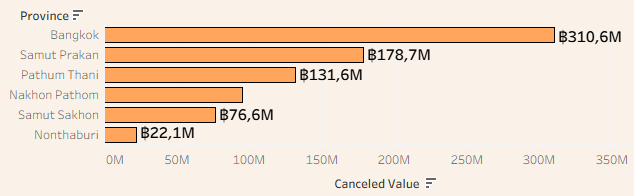 Province
Bangkok ฿310,6M
Samut Prakan ฿178,7M
Pathum Thani ฿131,6M
Nakhon Pathom
Samut Sakhon ฿76,6M
Nonthaburi ฿22,1M
0M 50M 100M 150M 200M 250M 300M 350M
Canceled Value